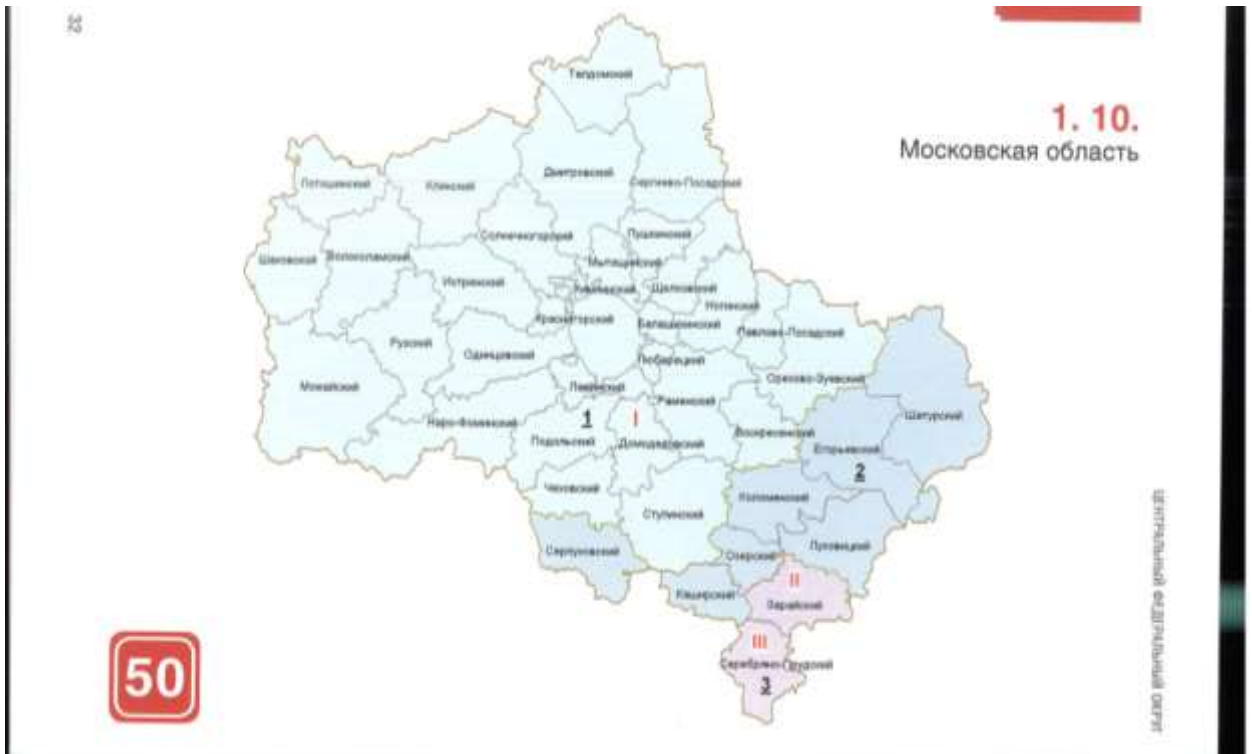 32
1. 10.
Московская область
Талдомский
Дмитровский
Сергиево-Посадский
Лотошинский
Клинский
Солнечногорский
Пушкинский
Шаховской
Волоколамский
Мытищинский
Истринский
Щелковский
Ногинский
Красногорский
Балашихинский
Павлово-Посадский
Рузский
Одинцовский
Люберецкий
Можайский
Ленинский
Орехово-Зуевский
Раменский
Наро-Фоминский
1
I
Шатурский
Подольский
Домодедовский
Воскресенский
Егорьевский
2
Чеховский
Коломенский
Ступинский
Серпуховский
Озерский
Луховицкий
II
Каширский
Зарайский
III
Серебряно-Прудский
3
50
ЦЕНТРАЛЬНЫЙ ФЕДЕРАЛЬНЫЙ ОКРУГ